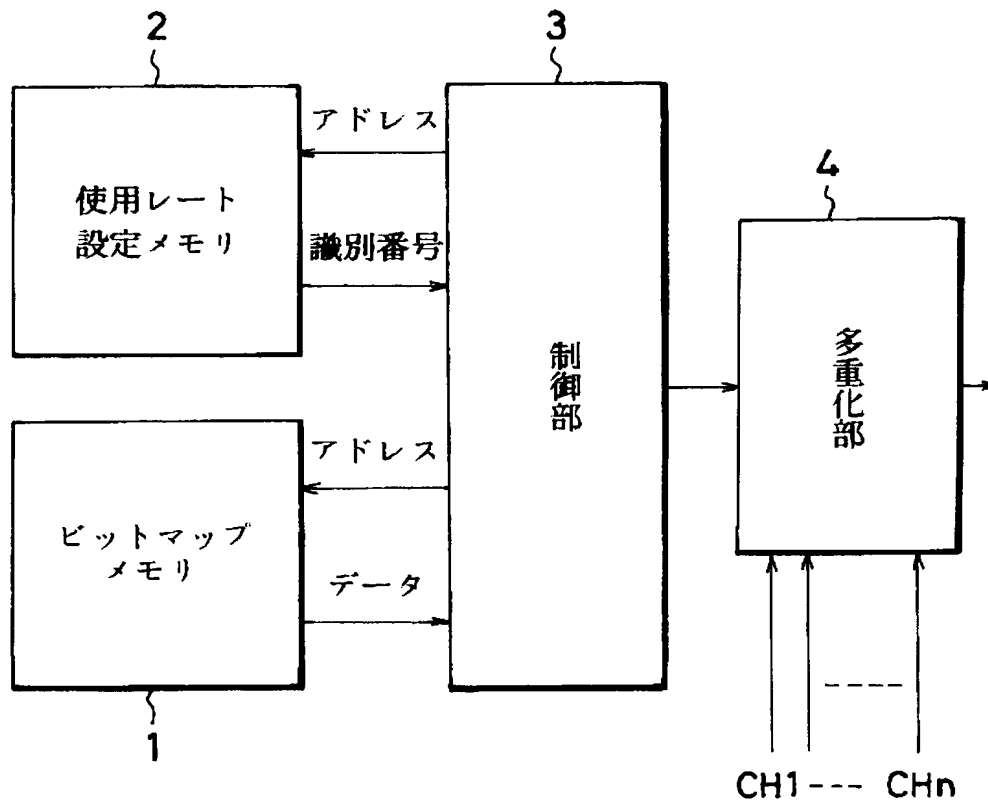 2
3
4
アドレス
使用レート
設定メモリ
識別番号
制御部
多重化部
アドレス
ビットマップ
メモリ
データ
1
CH1---- CHn